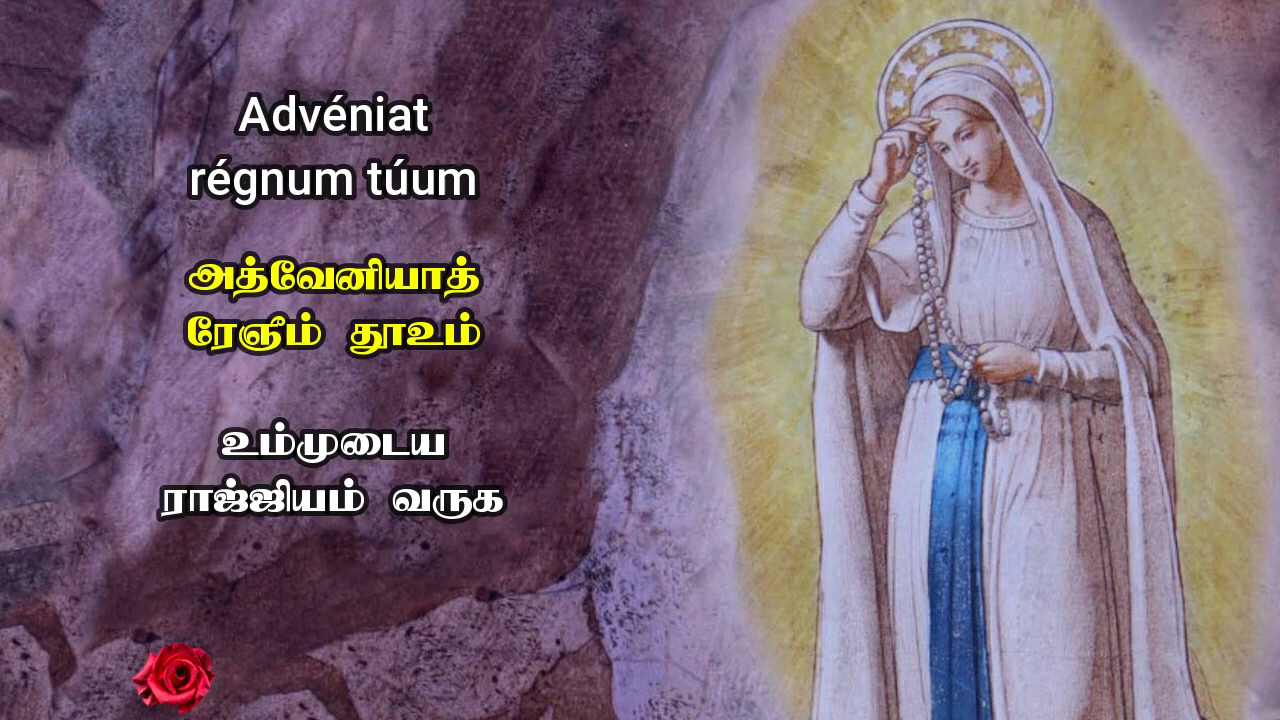 Advéniat
régnum túum
அத்வேனியாத்
ரேஞீம் தூஉம்
உம்முடைய
ராஜ்ஜியம் வருக